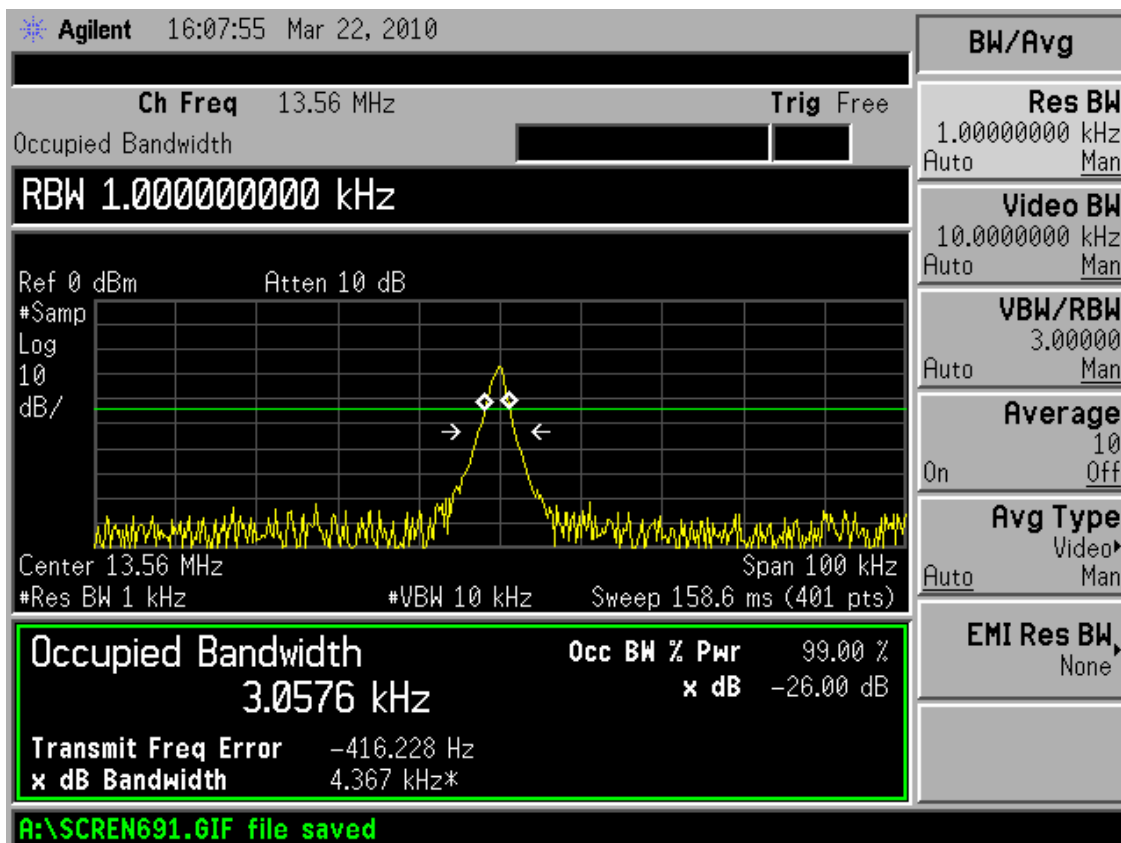 Agilent 16:07:55 Mar 22, 2010
Ch Freq 13.56 MHz Trig Free
Occupied Bandwidth
RBW 1.000000000 kHz
Ref 0 dBm Atten 10 dB
#Samp
Log
10
dB/
Center 13.56 MHz Span 100 kHz
#Res BW 1 kHz #VBW 10 kHz Sweep 158.6 ms (401 pts)
Occupied Bandwidth Occ BW % Pwr 99.00 %
3.0576 kHz x dB -26.00 dB
Transmit Freq Error -416.228 Hz
x dB Bandwidth 4.367 kHz*
A:\SCREN691.GIF file saved
BW/Avg
Res BW
1.00000000 kHz
Auto Man
Video BW
10.0000000 kHz
Auto Man
VBW/RBW
3.00000
Auto Man
Average
10
On Off
Avg Type
Video
Auto Man
EMI Res BW
None